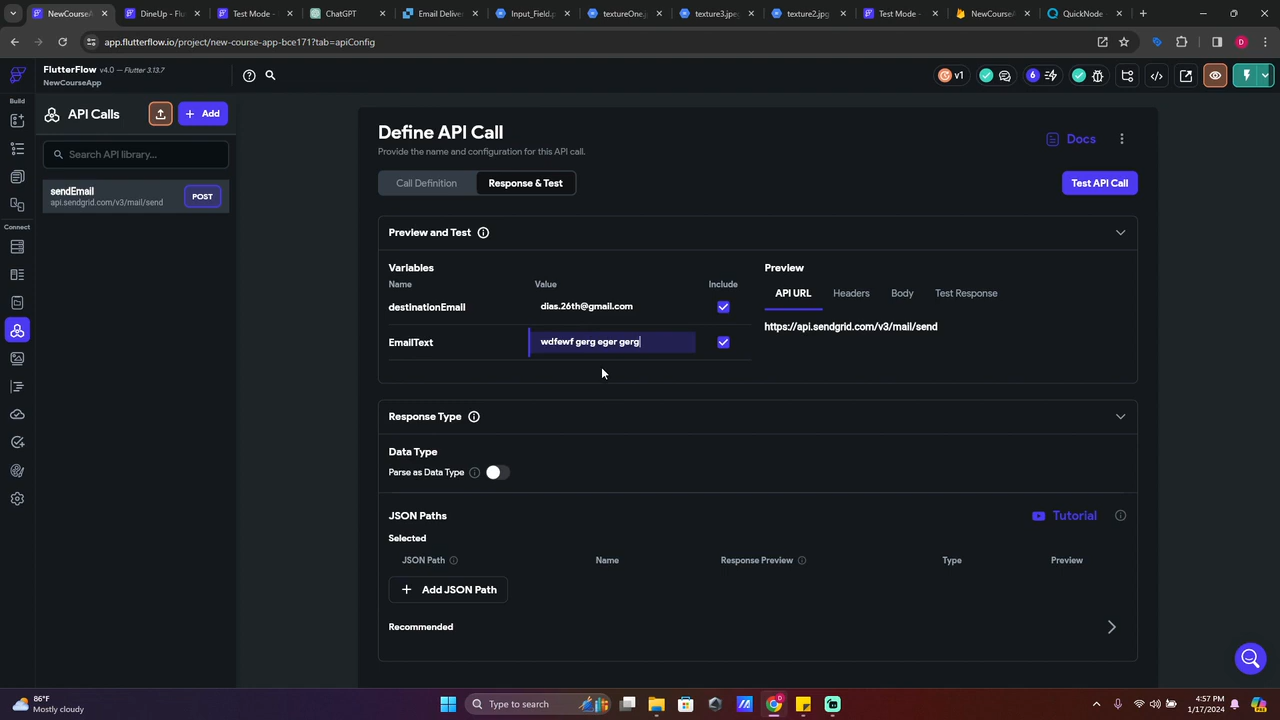 NewCourseA
DineUp - Flu
Test Mode -
ChatGPT
Email Deliver
Input_Field.p
textureOne.j
texture3.jpe
texture2.jpg
Test Mode -
NewCourseA
QuickNode
app.flutterflow.io/project/new-course-app-bce171?tab=apiConfig
FlutterFlow v4.0 – Flutter 3.13.7
NewCourseApp
v1
6
Build
API Calls
Add
Search API library...
sendEmail
api.sendgrid.com/v3/mail/send
POST
Connect
Define API Call
Provide the name and configuration for this API call.
Docs
Call Definition
Response & Test
Test API Call
Preview and Test
Variables
Name
Value
Include
destinationEmail
dias.26th@gmail.com
EmailText
wdfewf gerg eger gerg
Preview
API URL
Headers
Body
Test Response
https://api.sendgrid.com/v3/mail/send
Response Type
Data Type
Parse as Data Type
JSON Paths
Tutorial
Selected
JSON Path
Name
Response Preview
Type
Preview
Add JSON Path
Recommended
86°F
Mostly cloudy
Type to search
4:57 PM
1/17/2024